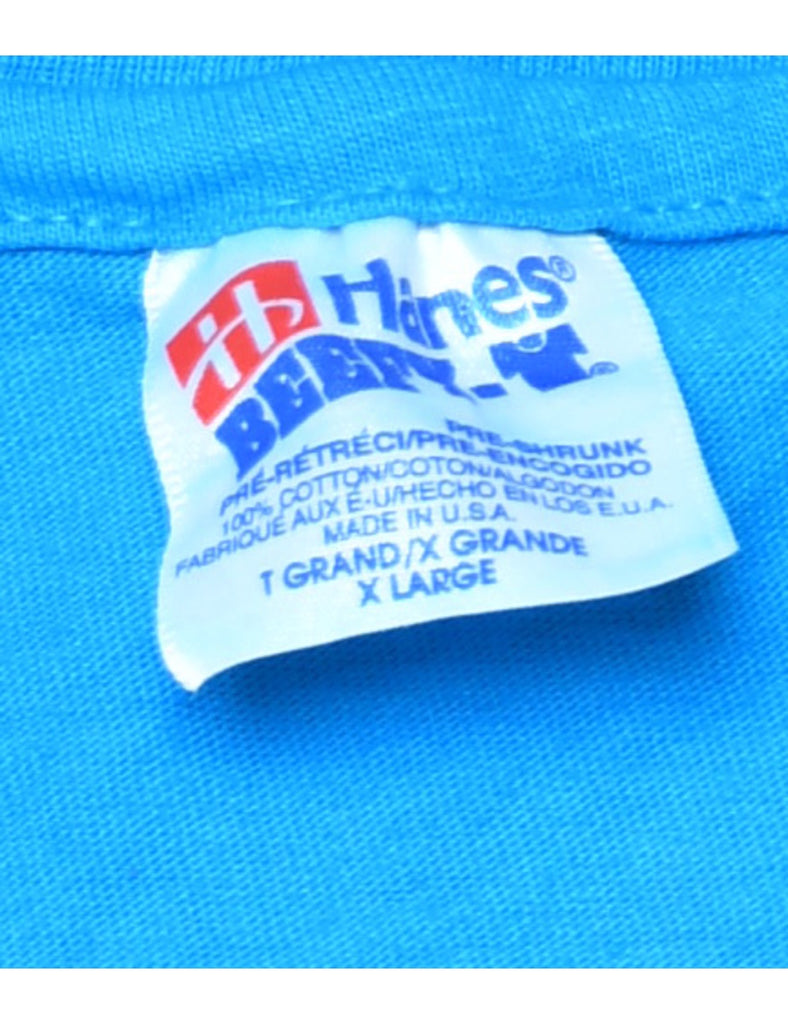 Hanes®
BEEFY-T®
PRE-SHRUNK
PRÉ-RÉTRÉCI/PRE-ENCOGIDO
100% COTTON/COTON/ALGODON
FABRIQUÉ AUX É-U/HECHO EN LOS E.U.A.
MADE IN U.S.A.
T GRAND/X GRANDE
X LARGE